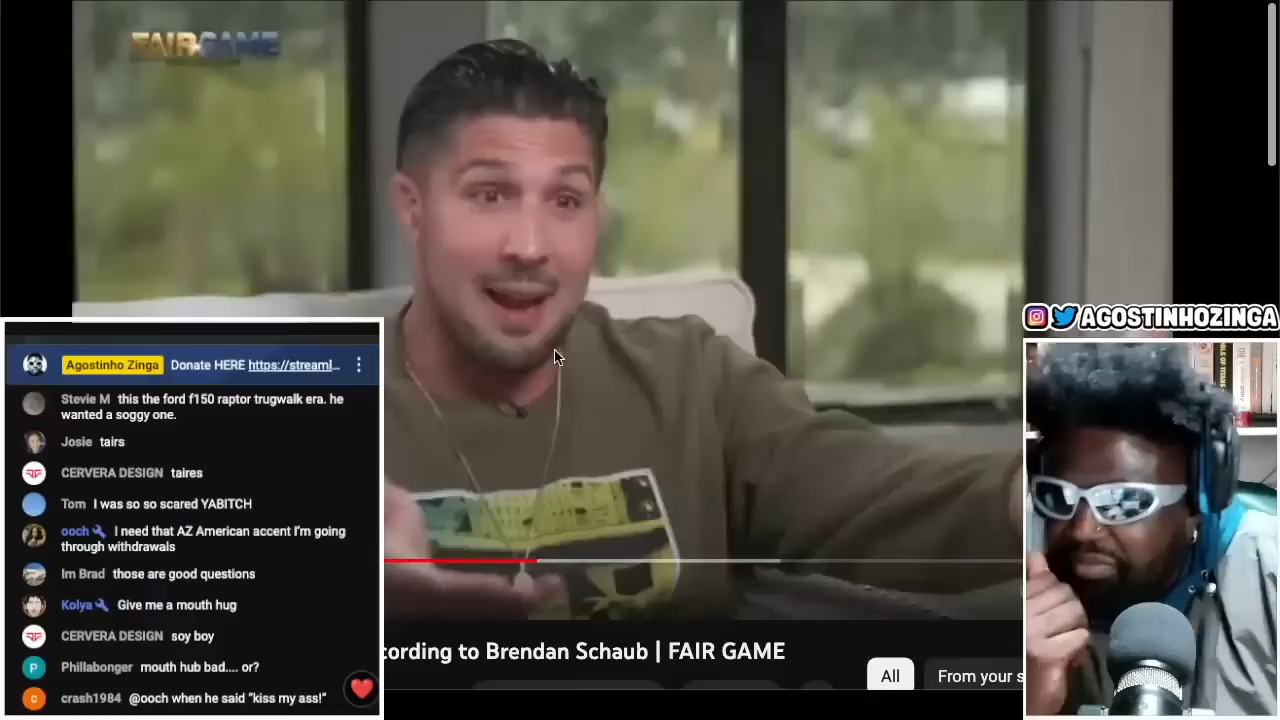 FAIR GAME
AGOSTINHOZINGA
Agostinho Zinga Donate HERE https://streaml...
Stevie M this the ford f150 raptor trugwalk era. he
wanted a soggy one.
Josie tairs
CERVERA DESIGN taires
Tom I was so so scared YABITCH
ooch I need that AZ American accent I'm going
through withdrawals
Im Brad those are good questions
Kolya Give me a mouth hug
CERVERA DESIGN soy boy
P Phillabonger mouth hub bad.... or?
c crash1984 @ooch when he said "kiss my ass!"
cording to Brendan Schaub | FAIR GAME
All From your s